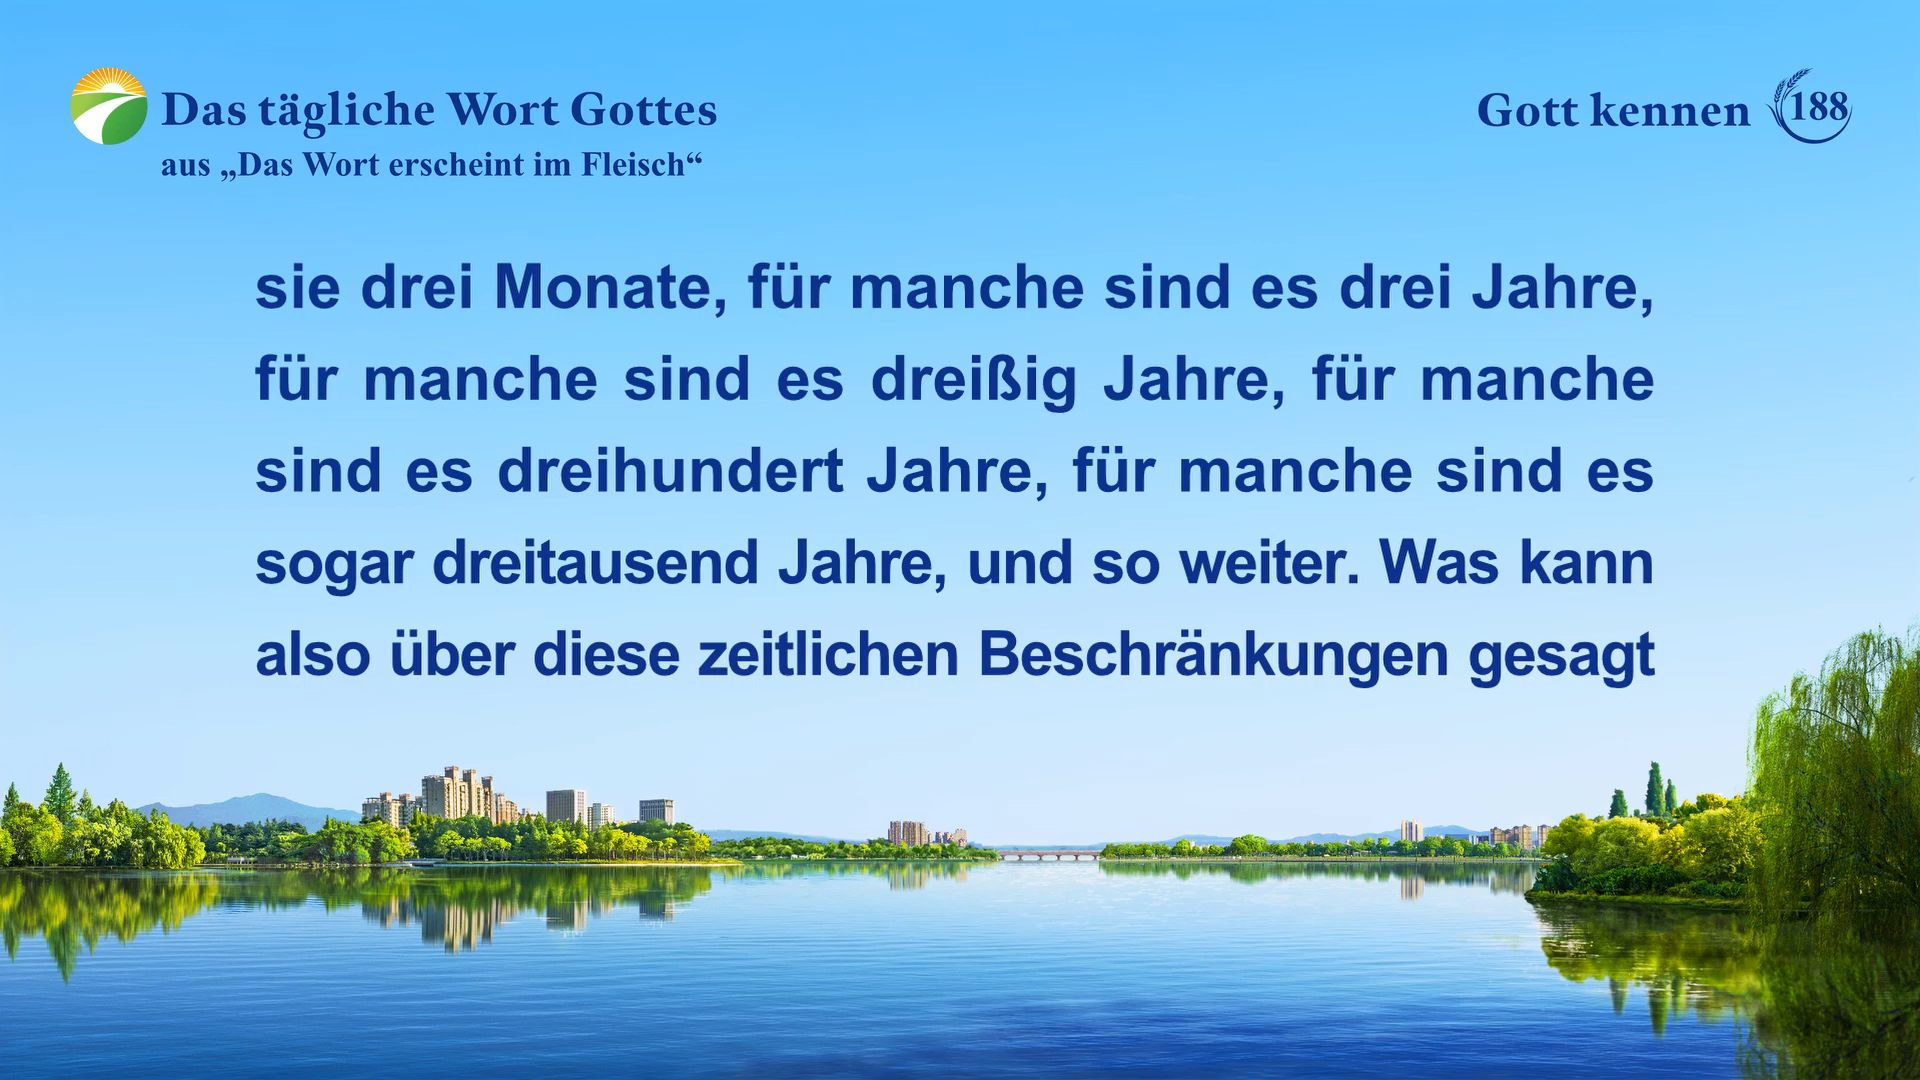 Das tägliche Wort Gottes
aus „Das Wort erscheint im Fleisch“
Gott kennen 188
sie drei Monate, für manche sind es drei Jahre,
für manche sind es dreißig Jahre, für manche
sind es dreihundert Jahre, für manche sind es
sogar dreitausend Jahre, und so weiter. Was kann
also über diese zeitlichen Beschränkungen gesagt